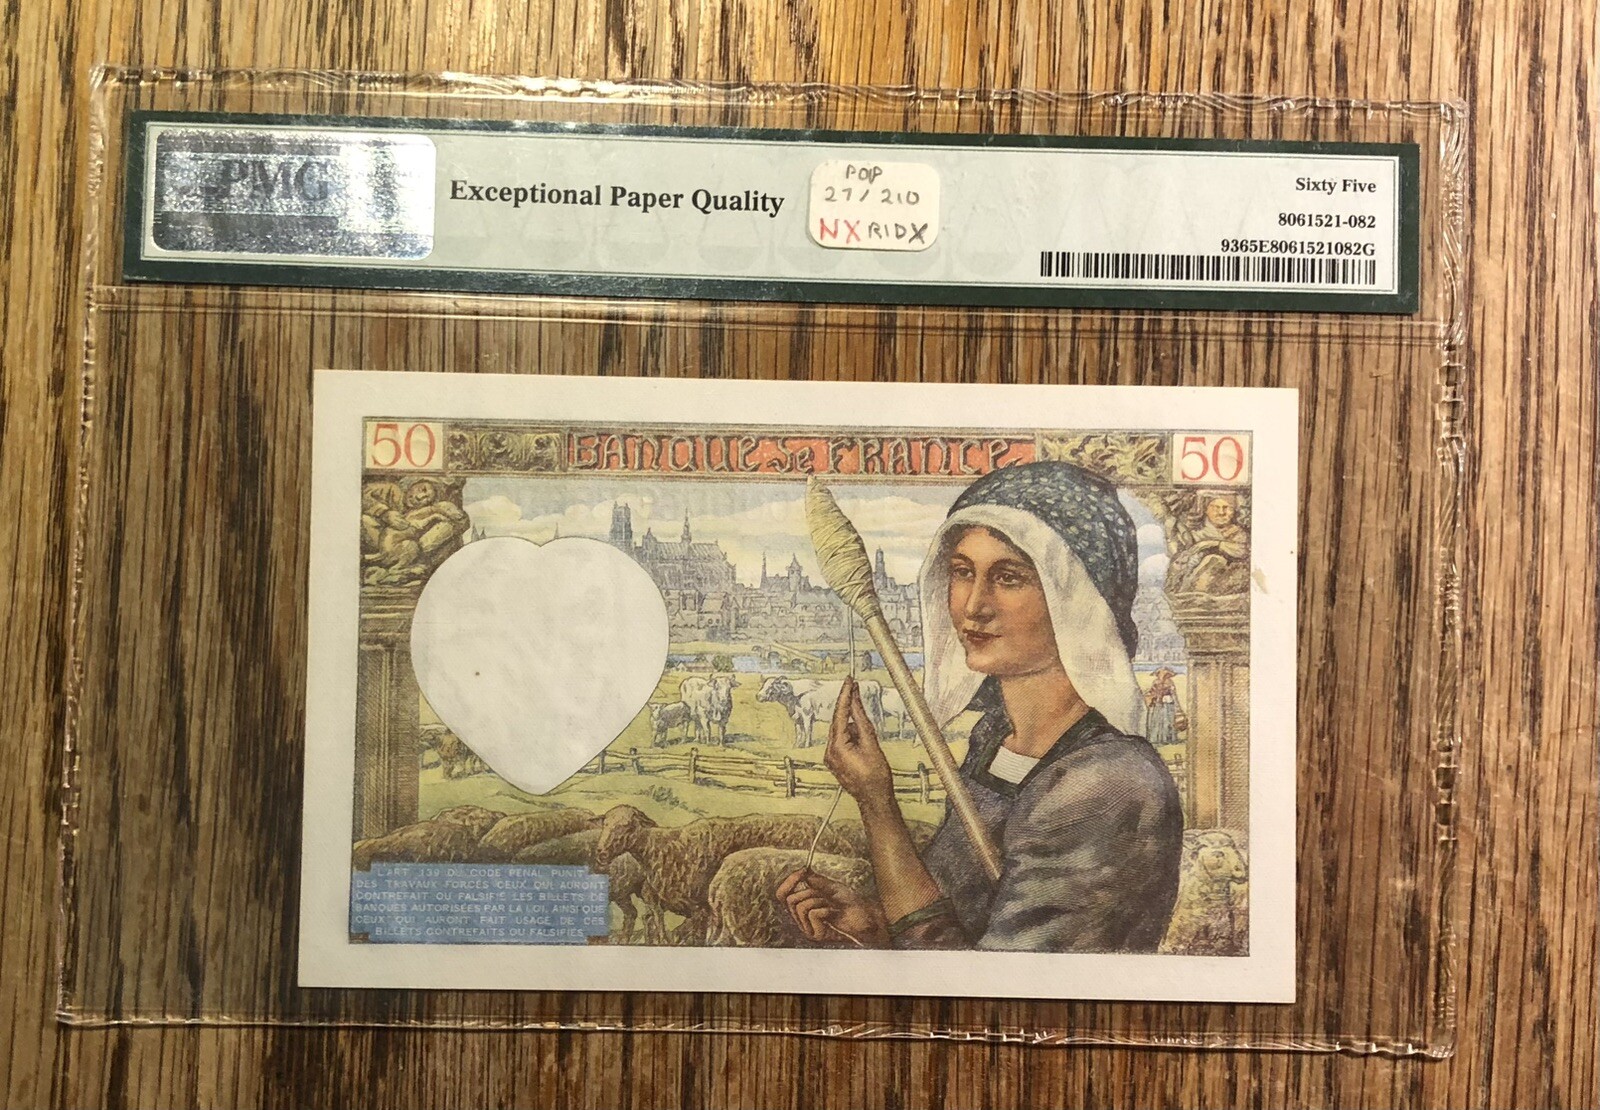 PMG
Exceptional Paper Quality
POP
27/210
NXRIDX
Sixty Five
8061521-082
9365E8061521082G
50
BANQUE DE FRANCE
50
L'ART. 139 DU CODE PENAL PUNIT
DES TRAVAUX FORCÉS CEUX QUI AURONT
CONTREFAIT OU FALSIFIÉ LES BILLETS DE
BANQUES AUTORISÉES PAR LA LOI, AINSI QUE
CEUX QUI AURONT FAIT USAGE DE CES
BILLETS CONTREFAITS OU FALSIFIÉS